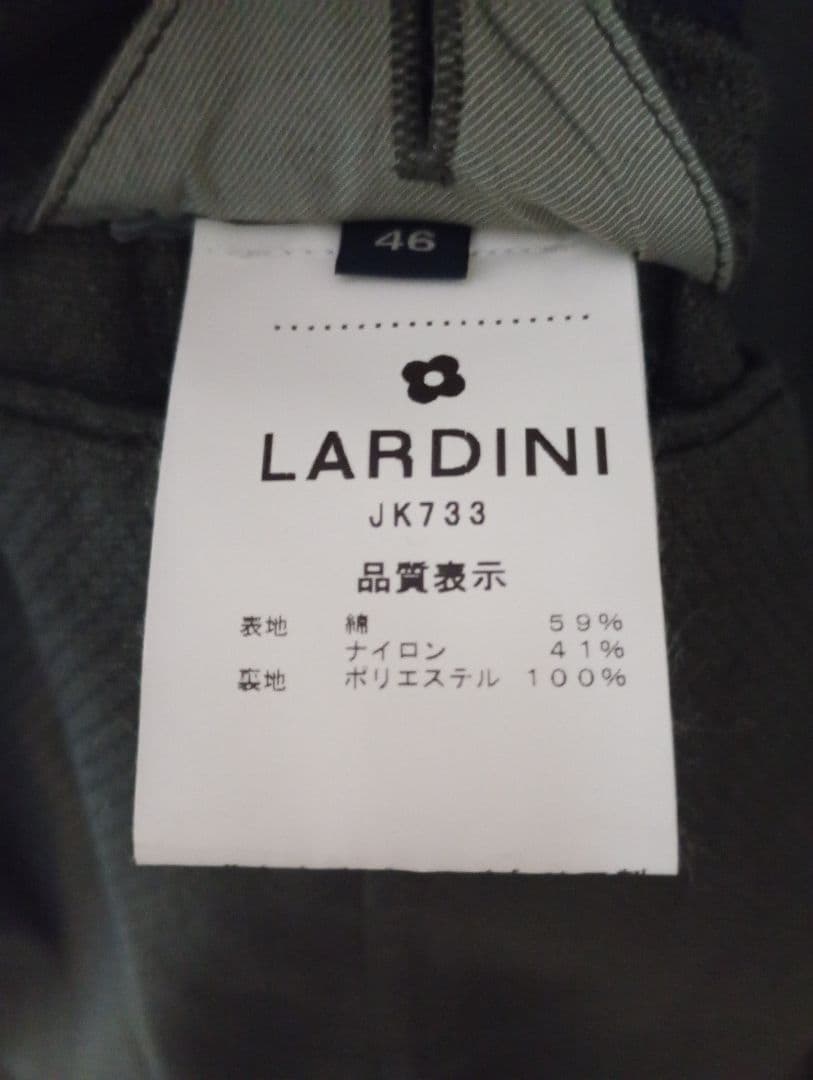 46
LARDINI
JK733
品質表示
表地 綿 59%
ナイロン 41%
裏地 ポリエステル 100%